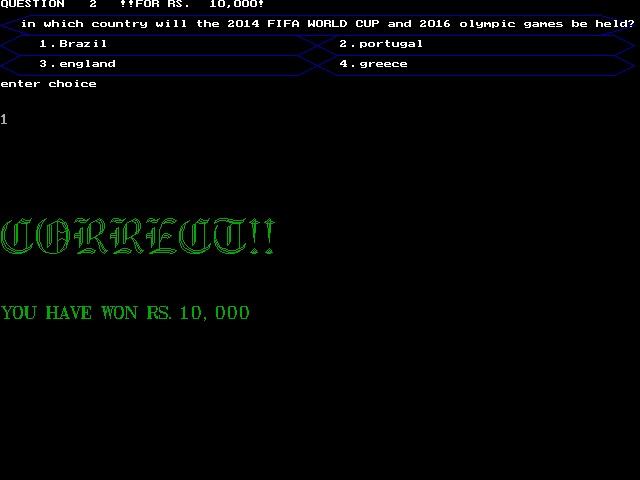 QUESTION 2 !!FOR RS. 10,000!
in which country will the 2014 FIFA WORLD CUP and 2016 olympic games be held?
1.Brazil 2.portugal
3.england 4.greece
enter choice
1
CORRECT!!
YOU HAVE WON RS. 10, 000